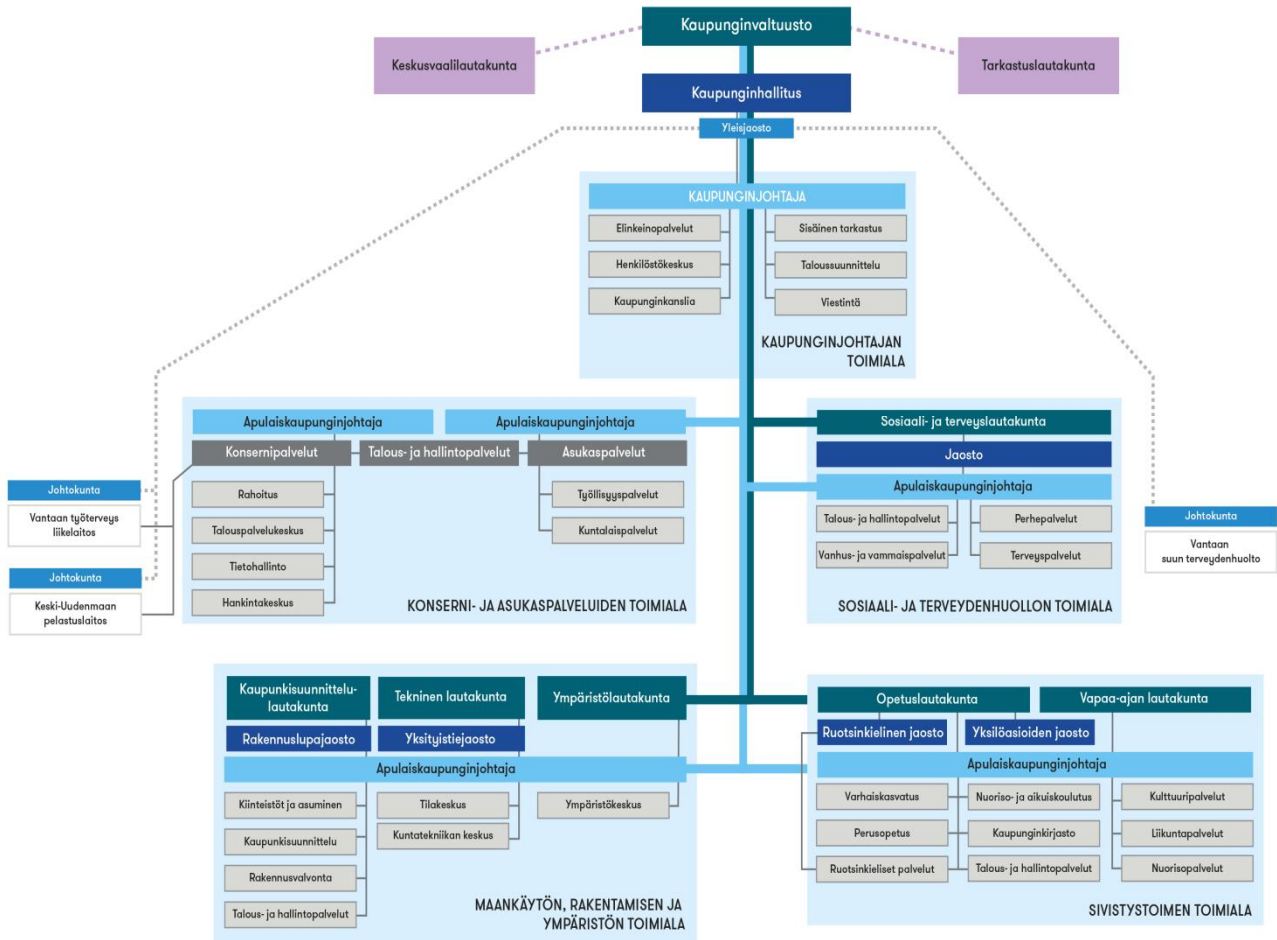 Kaupunginvaltuusto
Keskusvaalilautakunta
Tarkastuslautakunta
Kaupunginhallitus
Yleisjaosto
KAUPUNGINJOHTAJA
Elinkeinopalvelut
Henkilöstökeskus
Kaupunginkanslia
Sisäinen tarkastus
Taloussuunnittelu
Viestintä
KAUPUNGINJOHTAJAN
TOIMIALA
Apulaiskaupunginjohtaja
Apulaiskaupunginjohtaja
Konsernipalvelut
Talous- ja hallintopalvelut
Asukaspalvelut
Rahoitus
Talouspalvelukeskus
Tietohallinto
Hankintakeskus
Työllisyyspalvelut
Kuntalaispalvelut
KONSERNI- JA ASUKASPALVELUIDEN TOIMIALA
Johtokunta
Vantaan työterveys
liikelaitos
Johtokunta
Keski-Uudenmaan
pelastuslaitos
Sosiaali- ja terveyslautakunta
Jaosto
Apulaiskaupunginjohtaja
Talous- ja hallintopalvelut
Vanhus- ja vammaispalvelut
Perhepalvelut
Terveyspalvelut
SOSIAALI- JA TERVEYDENHUOLLON TOIMIALA
Johtokunta
Vantaan
suun terveydenhuolto
Kaupunkisuunnittelu-
lautakunta
Tekninen lautakunta
Ympäristölautakunta
Rakennuslupajaosto
Yksityistiejaosto
Apulaiskaupunginjohtaja
Kiinteistöt ja asuminen
Kaupunkisuunnittelu
Rakennusvalvonta
Talous- ja hallintopalvelut
Tilakeskus
Kuntatekniikan keskus
Ympäristökeskus
MAANKÄYTÖN, RAKENTAMISEN JA
YMPÄRISTÖN TOIMIALA
Opetuslautakunta
Vapaa-ajan lautakunta
Ruotsinkielinen jaosto
Yksilöasioiden jaosto
Apulaiskaupunginjohtaja
Varhaiskasvatus
Perusopetus
Ruotsinkieliset palvelut
Nuoriso- ja aikuiskoulutus
Kaupunginkirjasto
Talous- ja hallintopalvelut
Kulttuuripalvelut
Liikuntapalvelut
Nuorisopalvelut
SIVISTYSTOIMEN TOIMIALA